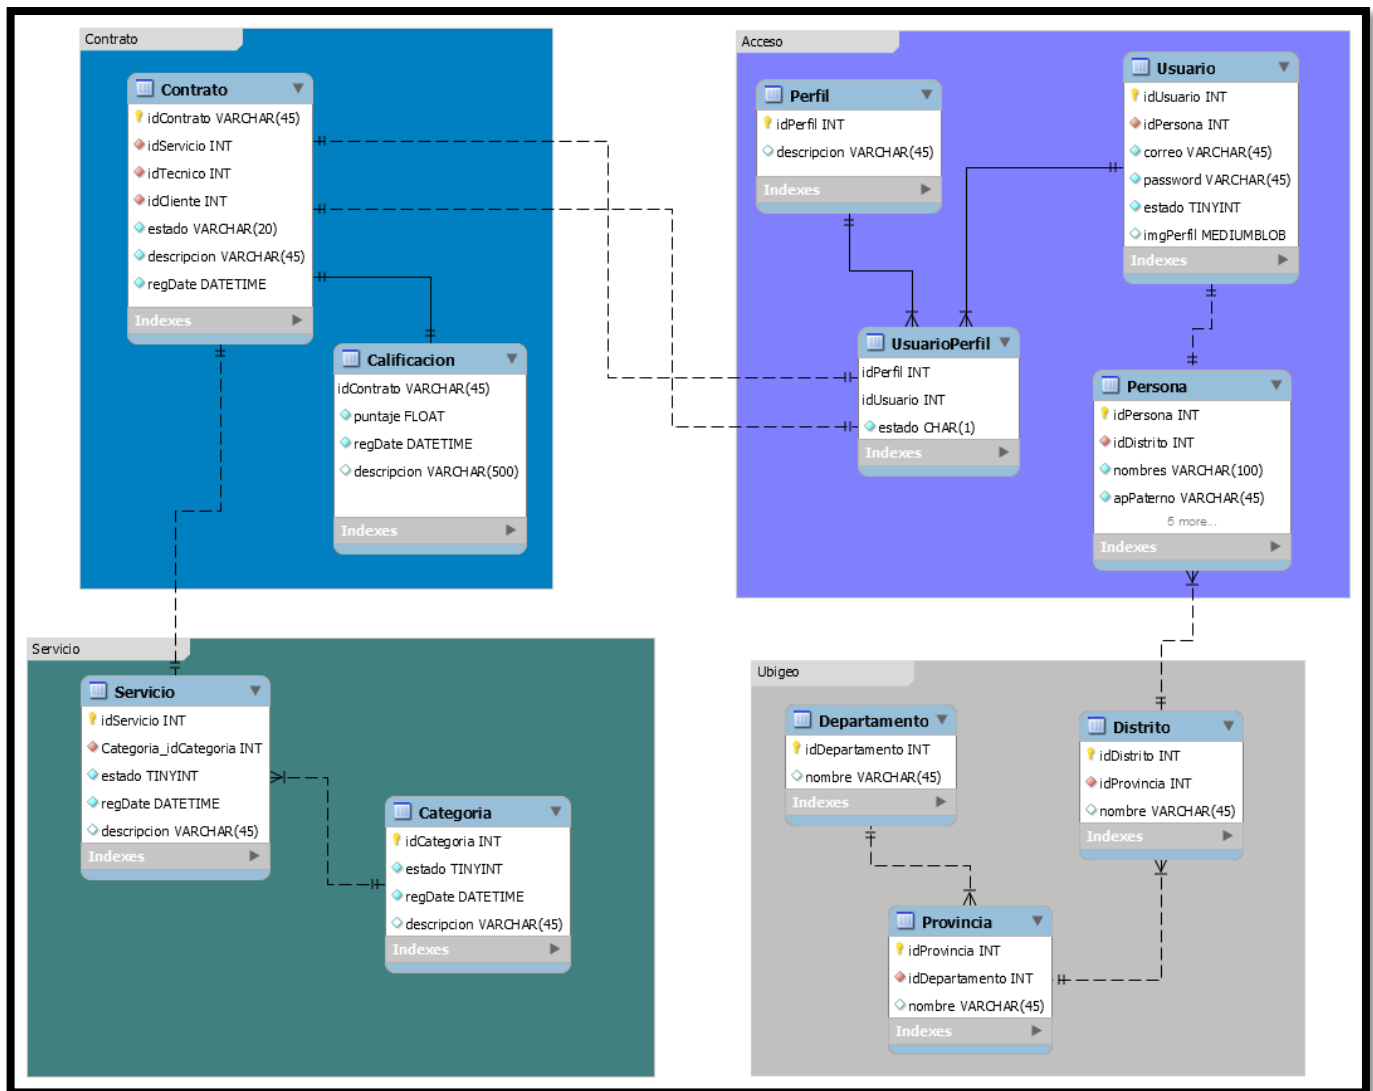 Contrato
Contrato
idContrato VARCHAR(45)
idServicio INT
idTecnico INT
idCliente INT
estado VARCHAR(20)
descripcion VARCHAR(45)
regDate DATETIME
Indexes
Calificacion
idContrato VARCHAR(45)
puntaje FLOAT
regDate DATETIME
descripcion VARCHAR(500)
Indexes
Acceso
Perfil
idPerfil INT
descripcion VARCHAR(45)
Indexes
Usuario
idUsuario INT
idPersona INT
correo VARCHAR(45)
password VARCHAR(45)
estado TINYINT
imgPerfil MEDIUMBLOB
Indexes
UsuarioPerfil
idPerfil INT
idUsuario INT
estado CHAR(1)
Indexes
Persona
idPersona INT
idDistrito INT
nombres VARCHAR(100)
apPaterno VARCHAR(45)
5 more...
Indexes
Servicio
Servicio
idServicio INT
Categoria_idCategoria INT
estado TINYINT
regDate DATETIME
descripcion VARCHAR(45)
Indexes
Categoria
idCategoria INT
estado TINYINT
regDate DATETIME
descripcion VARCHAR(45)
Indexes
Ubigeo
Departamento
idDepartamento INT
nombre VARCHAR(45)
Indexes
Distrito
idDistrito INT
idProvincia INT
nombre VARCHAR(45)
Indexes
Provincia
idProvincia INT
idDepartamento INT
nombre VARCHAR(45)
Indexes